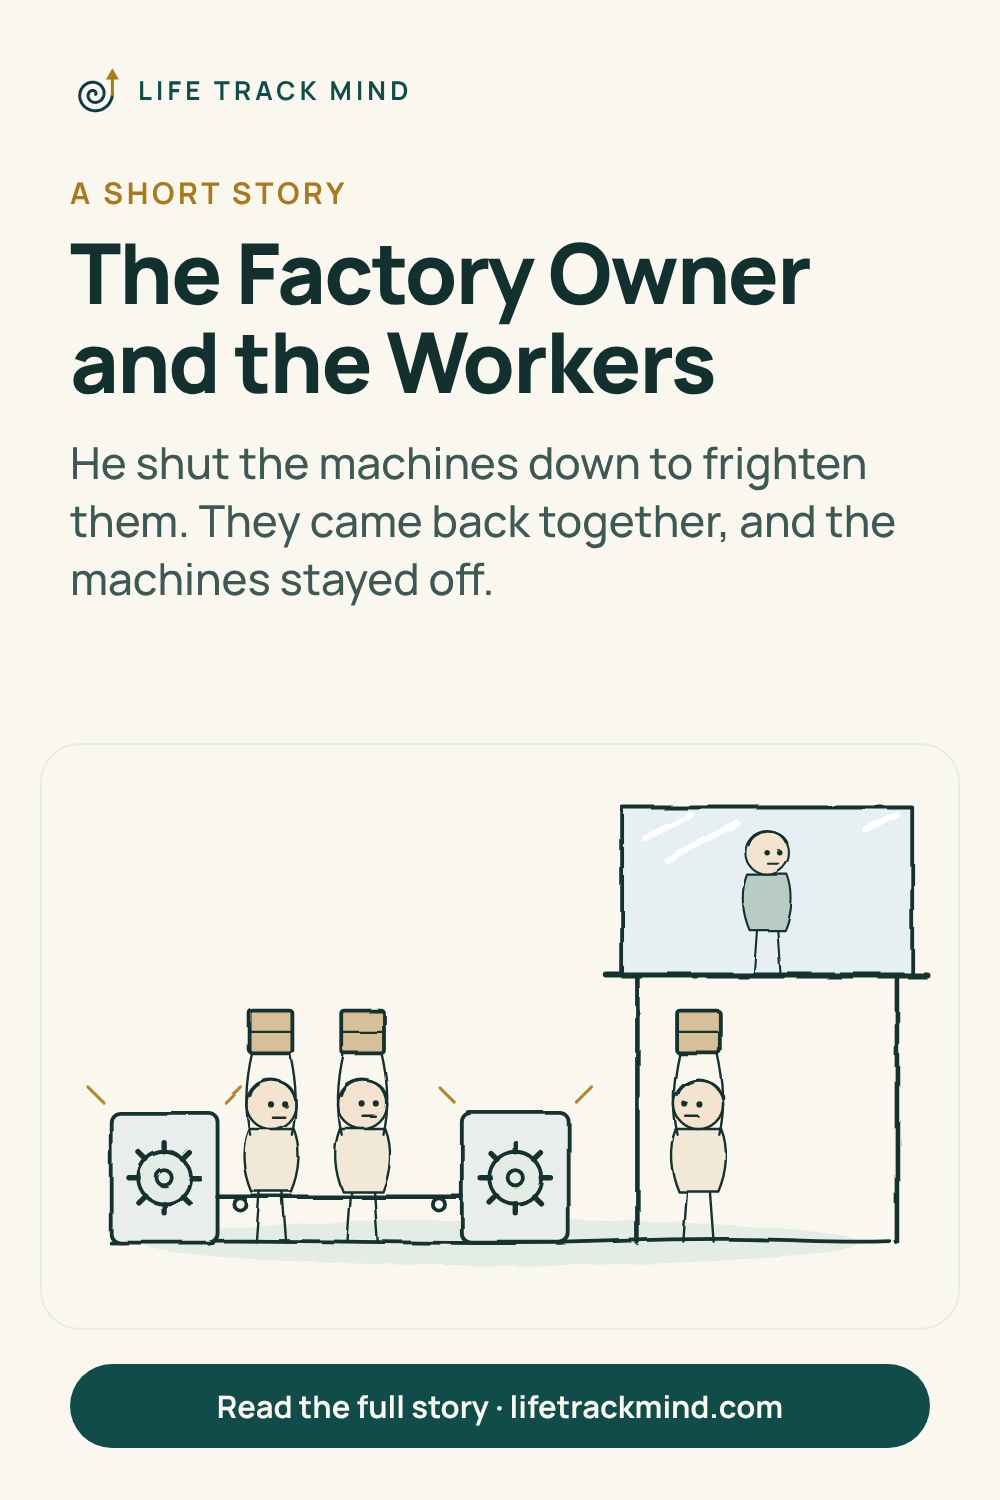 LIFE TRACK MIND
A SHORT STORY
The Factory Owner
and the Workers
He shut the machines down to frighten
them. They came back together, and the
machines stayed off.
Read the full story · lifetrackmind.com